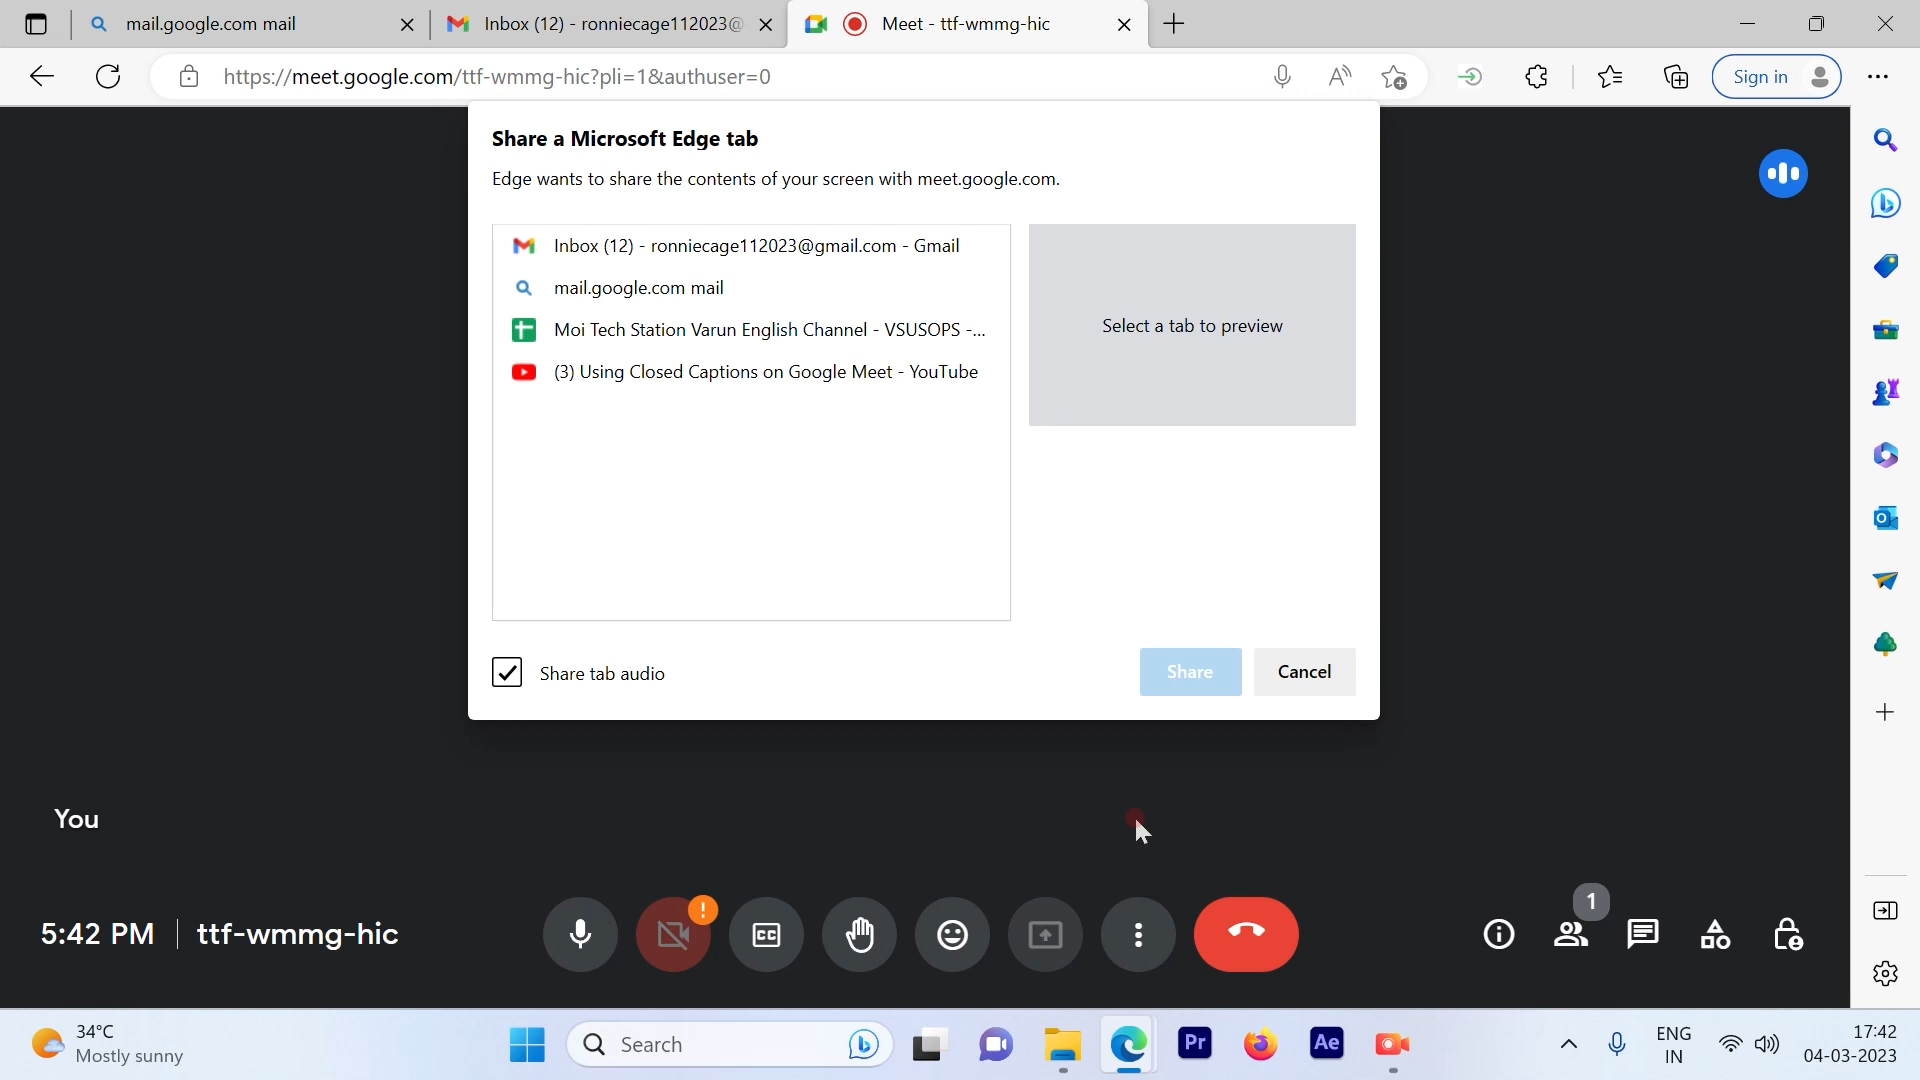 mail.google.com mail
Inbox (12) - ronniecage112023@
Meet - ttf-wmmg-hic
https://meet.google.com/ttf-wmmg-hic?pli=1&authuser=0
Sign in
Share a Microsoft Edge tab
Edge wants to share the contents of your screen with meet.google.com.
Inbox (12) - ronniecage112023@gmail.com - Gmail
mail.google.com mail
Moi Tech Station Varun English Channel - VSUSOPS -...
(3) Using Closed Captions on Google Meet - YouTube
Select a tab to preview
Share tab audio
Share
Cancel
You
5:42 PM
ttf-wmmg-hic
CC
!
1
34°C
Mostly sunny
Search
Pr
Ae
ENG
IN
17:42
04-03-2023